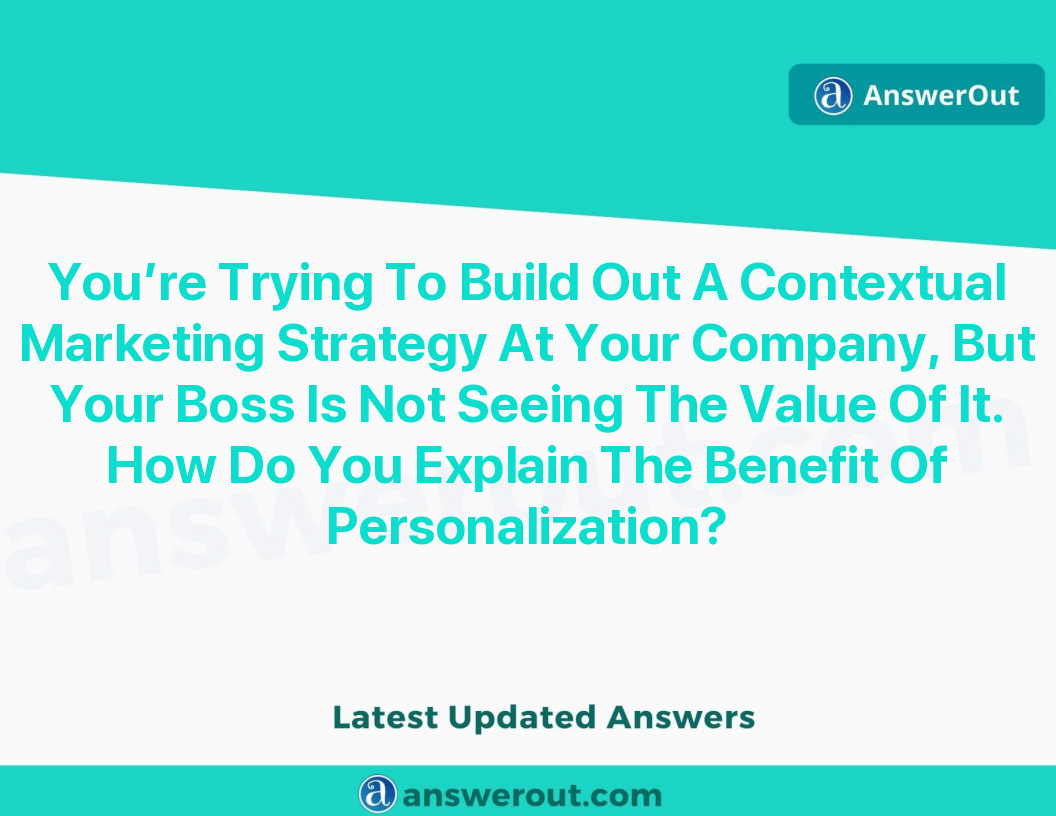 a AnswerOut
You’re Trying To Build Out A Contextual
Marketing Strategy At Your Company, But
Your Boss Is Not Seeing The Value Of It.
How Do You Explain The Benefit Of
Personalization?
answerout.com
Latest Updated Answers
a answerout.com